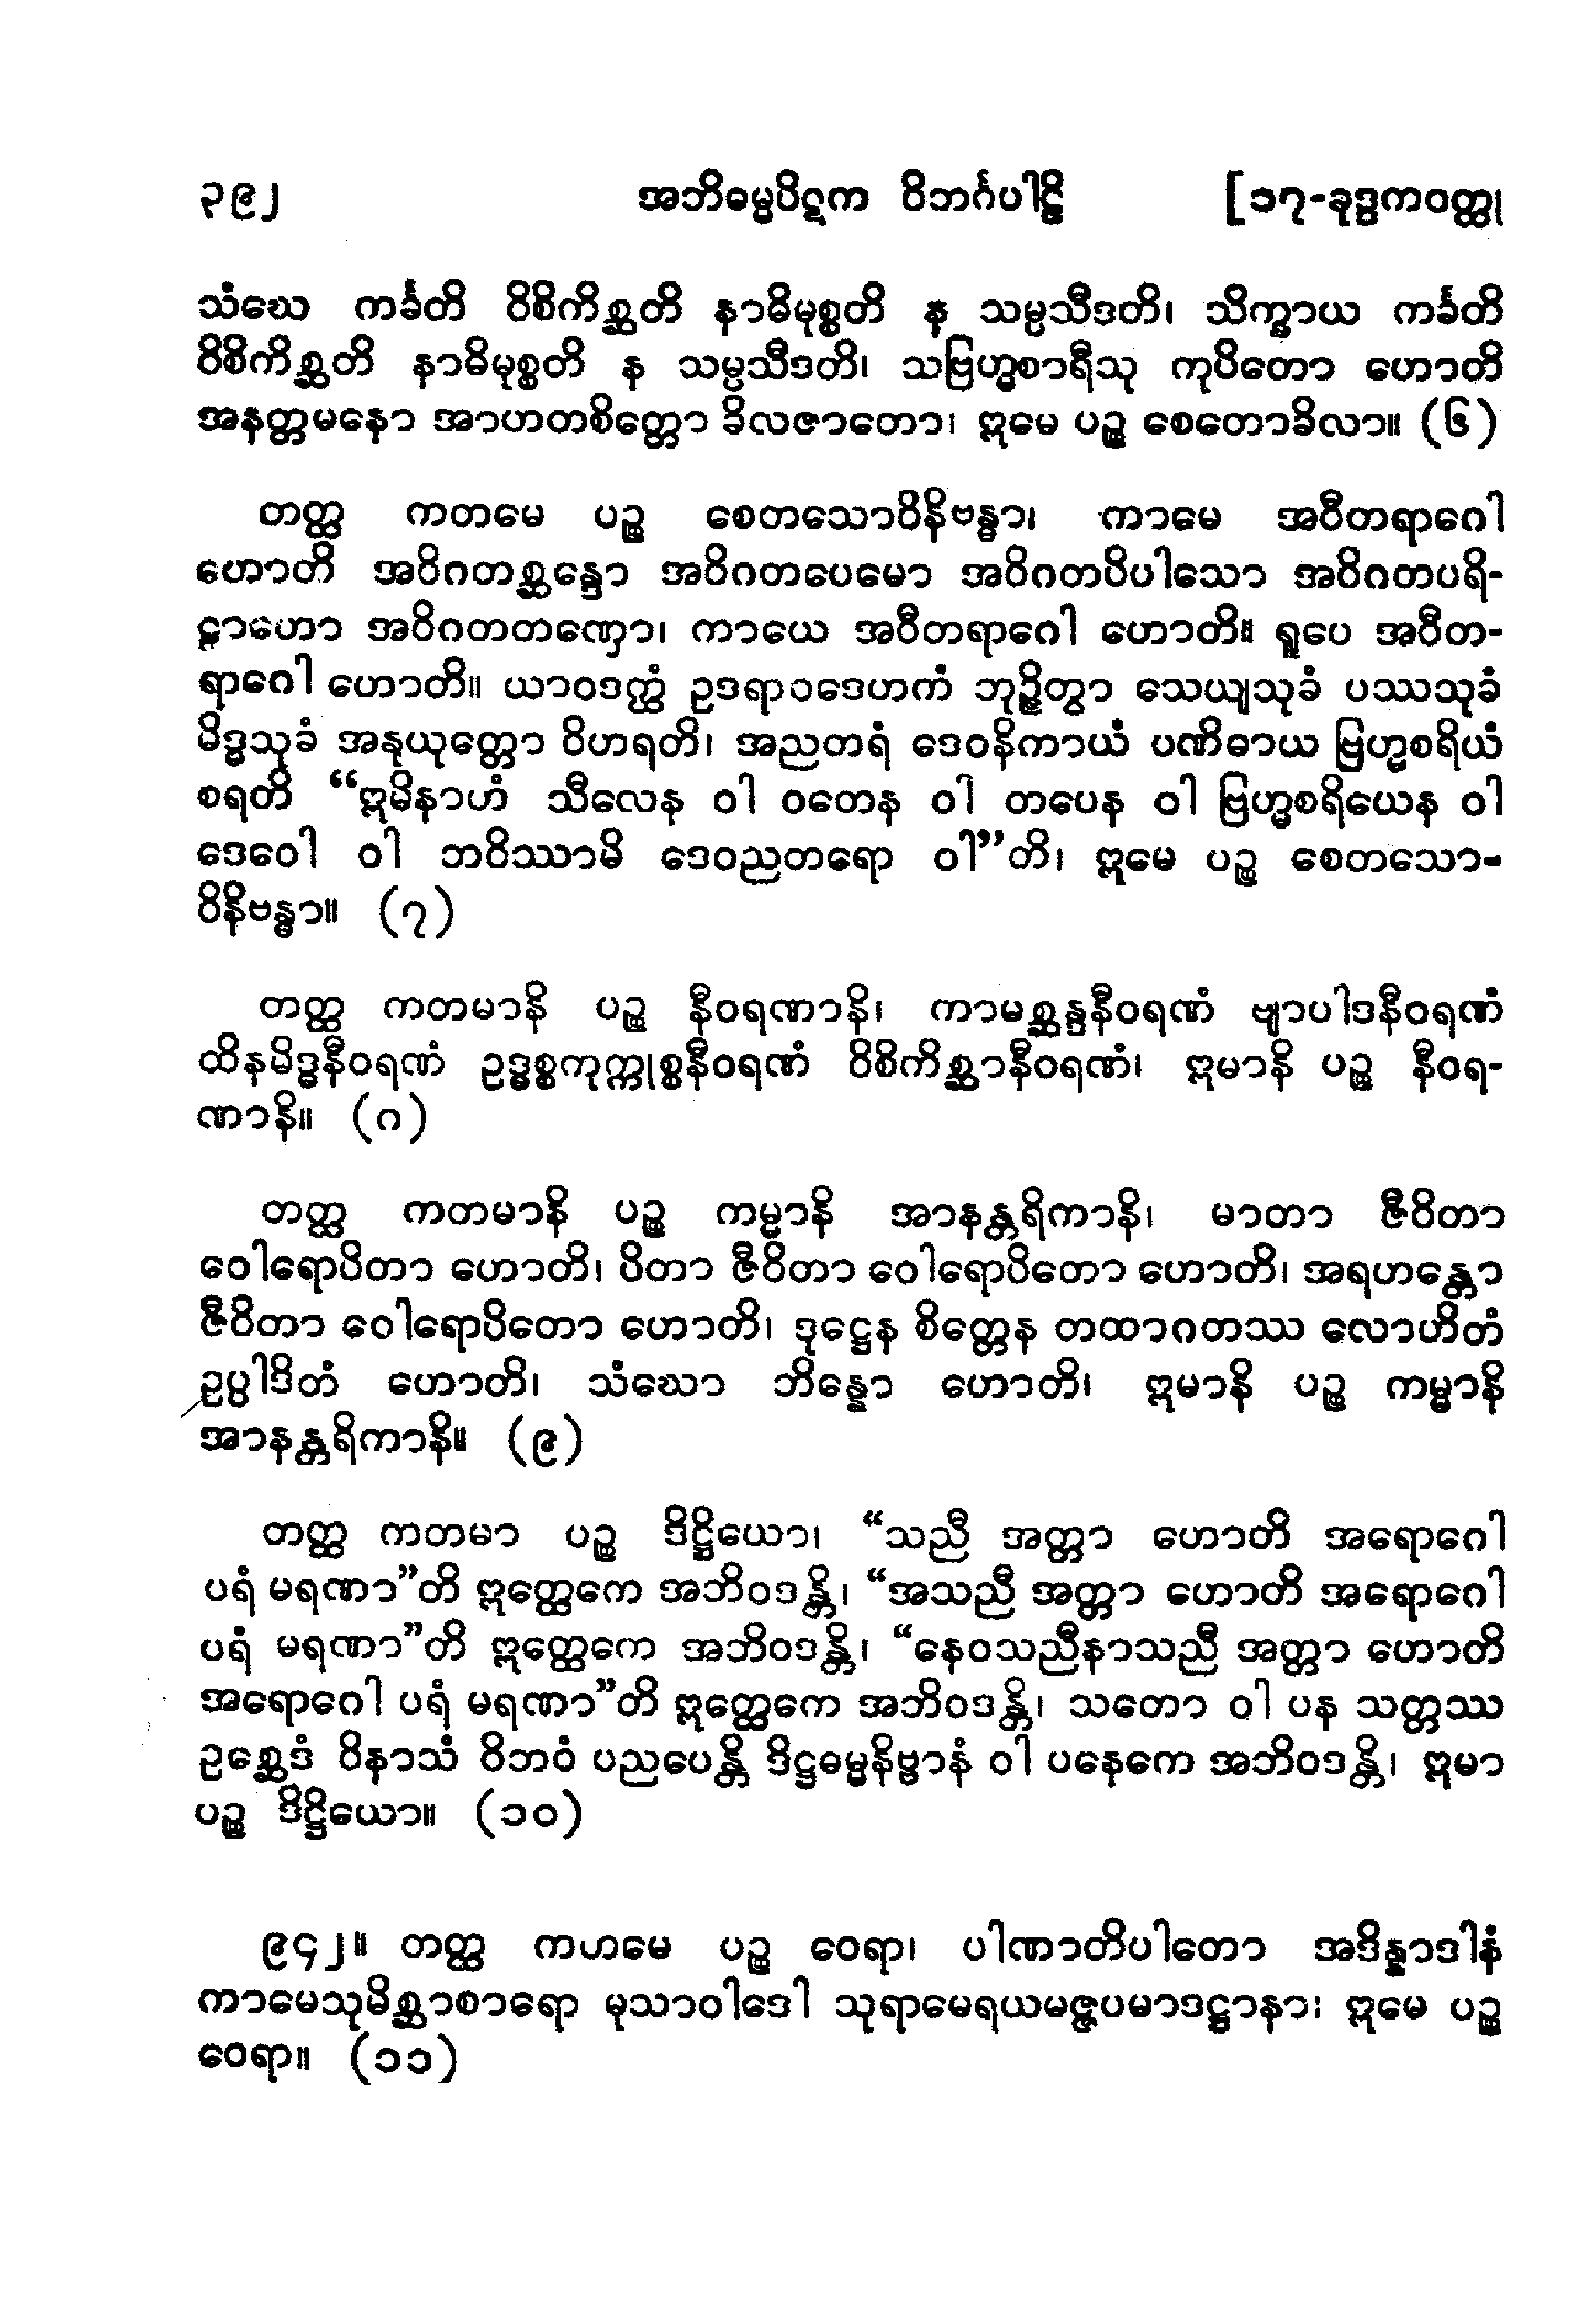 ၃၉၂ အဘိဓမ္မပိဋက ဝိဘင်္ဂပါဠိ [၁၇-ခုဒ္ဒကဝတ္ထု
သံဃေ ကင်္ခတိ ဝိစိကိစ္ဆတိ နာဓိမုစ္စတိ န သမ္ပသီဒတိ၊ သိက္ခာယ ကင်္ခတိ
ဝိစိကိစ္ဆတိ နာဓိမုစ္စတိ န သမ္ပသီဒတိ၊ သဗြဟ္မစာရီသု ကုပိတော ဟောတိ
အနတ္တမနော အာဟတစိတ္တော ခိလဇာတော၊ ဣမေ ပဉ္စ စေတောခိလာ။ (၆)
တတ္ထ ကတမေ ပဉ္စ စေတသောဝိနိဗန္ဓာ၊ ကာမေ အဝီတရာဂေါ
ဟောတိ အဝိဂတစ္ဆန္ဒော အဝိဂတပေမော အဝိဂတပိပါသော အဝိဂတပရိ-
ဠာဟော အဝိဂတတဏှော၊ ကာယေ အဝီတရာဂေါ ဟောတိ။ ရူပေ အဝီတ-
ရာဂေါ ဟောတိ။ ယာဝဒတ္ထံ ဥဒရာဝဒေဟကံ ဘုဉ္ဇိတွာ သေယျသုခံ ပဿသုခံ
မိဒ္ဓသုခံ အနုယုတ္တော ဝိဟရတိ၊ အညတရံ ဒေဝနိကာယံ ပဏိဓာယ ဗြဟ္မစရိယံ
စရတိ “ဣမိနာဟံ သီလေန ဝါ ဝတေန ဝါ တပေန ဝါ ဗြဟ္မစရိယေန ဝါ
ဒေဝေါ ဝါ ဘဝိဿာမိ ဒေဝညတရော ဝါ”တိ၊ ဣမေ ပဉ္စ စေတသော-
ဝိနိဗန္ဓာ။ (၇)
တတ္ထ ကတမာနိ ပဉ္စ နီဝရဏာနိ၊ ကာမစ္ဆန္ဒနီဝရဏံ ဗျာပါဒနီဝရဏံ
ထိနမိဒ္ဓနီဝရဏံ ဥဒ္ဓစ္စကုက္ကုစ္စနီဝရဏံ ဝိစိကိစ္ဆာနီဝရဏံ၊ ဣမာနိ ပဉ္စ နီဝရ-
ဏာနိ။ (ဂ)
တတ္ထ ကတမာနိ ပဉ္စ ကမ္မာနိ အာနန္တရိကာနိ၊ မာတာ ဇီဝိတာ
ဝေါရောပိတာ ဟောတိ၊ ပိတာ ဇီဝိတာ ဝေါရောပိတော ဟောတိ၊ အရဟန္တော
ဇီဝိတာ ဝေါရောပိတော ဟောတိ၊ ဒုဋ္ဌေန စိတ္တေန တထာဂတဿ လောဟိတံ
ဥပ္ပါဒိတံ ဟောတိ၊ သံဃော ဘိန္နော ဟောတိ၊ ဣမာနိ ပဉ္စ ကမ္မာနိ
အာနန္တရိကာနိ။ (၉)
တတ္ထ ကတမာ ပဉ္စ ဒိဋ္ဌိယော၊ “သညီ အတ္တာ ဟောတိ အရောဂေါ
ပရံ မရဏာ”တိ ဣတ္ထေကေ အဘိဝဒန္တိ၊ “အသညီ အတ္တာ ဟောတိ အရောဂေါ
ပရံ မရဏာ”တိ ဣတ္ထေကေ အဘိဝဒန္တိ၊ “နေဝသညီနာသညီ အတ္တာ ဟောတိ
အရောဂေါ ပရံ မရဏာ”တိ ဣတ္ထေကေ အဘိဝဒန္တိ၊ သတော ဝါ ပန သတ္တဿ
ဥစ္ဆေဒံ ဝိနာသံ ဝိဘဝံ ပညပေန္တိ ဒိဋ္ဌဓမ္မနိဗ္ဗာနံ ဝါ ပနေကေ အဘိဝဒန္တိ၊ ဣမာ
ပဉ္စ ဒိဋ္ဌိယော။ (၁၀)
၉၄၂။ တတ္ထ ကဟမေ ပဉ္စ ဝေရာ၊ ပါဏာတိပါတော အဒိန္နာဒါနံ
ကာမေသုမိစ္ဆာစာရော မုသာဝါဒေါ သုရာမေရယမဇ္ဇပမာဒဋ္ဌာနာ၊ ဣမေ ပဉ္စ
ဝေရာ။ (၁၁)